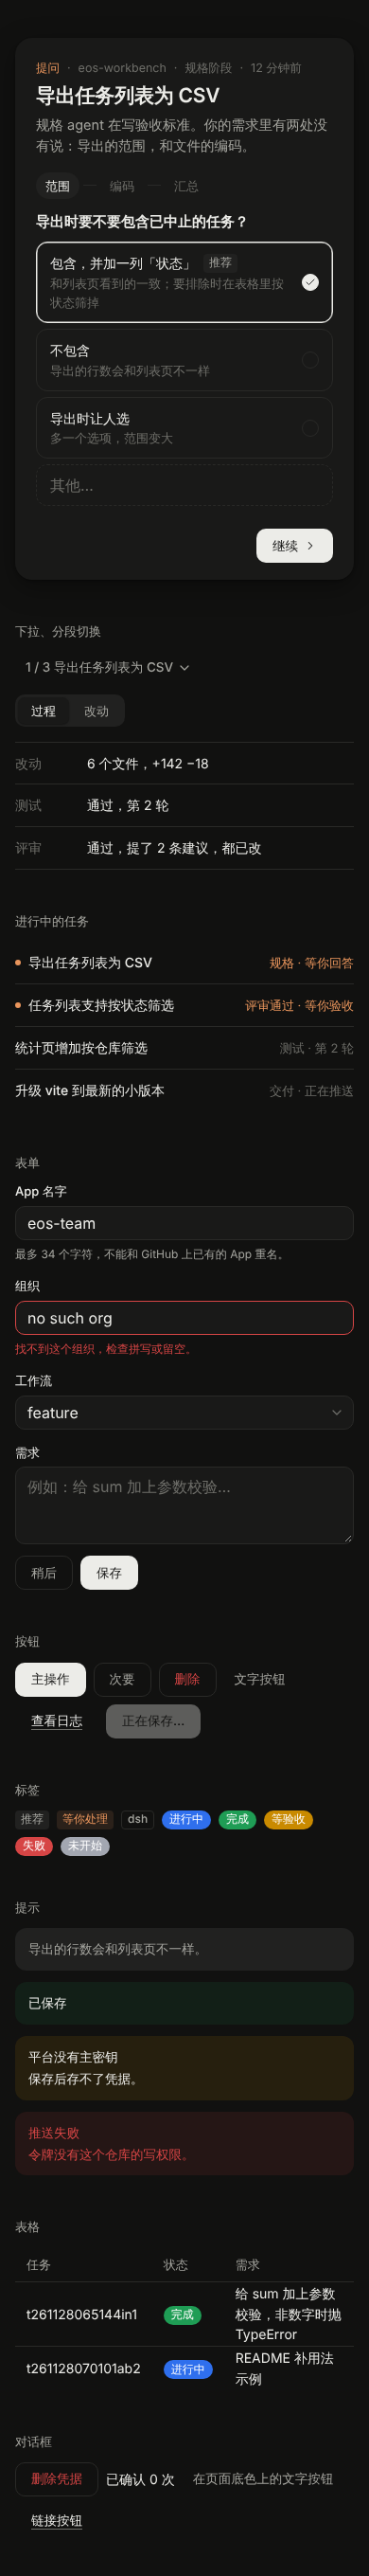 提问 · eos-workbench · 规格阶段 · 12 分钟前
导出任务列表为 CSV
规格 agent 在写验收标准。你的需求里有两处没
有说：导出的范围，和文件的编码。
范围 编码 汇总
导出时要不要包含已中止的任务？
包含，并加一列「状态」 推荐
和列表页看到的一致；要排除时在表格里按
状态筛掉
不包含
导出的行数会和列表页不一样
导出时让人选
多一个选项，范围变大
其他...
继续
下拉、分段切换
1 / 3 导出任务列表为 CSV
过程 改动
改动 6 个文件，+142 −18
测试 通过，第 2 轮
评审 通过，提了 2 条建议，都已改
进行中的任务
导出任务列表为 CSV 规格 · 等你回答
任务列表支持按状态筛选 评审通过 · 等你验收
统计页增加按仓库筛选 测试 · 第 2 轮
升级 vite 到最新的小版本 交付 · 正在推送
表单
App 名字
eos-team
最多 34 个字符，不能和 GitHub 上已有的 App 重名。
组织
no such org
找不到这个组织，检查拼写或留空。
工作流
feature
需求
例如：给 sum 加上参数校验...
稍后 保存
按钮
主操作 次要 删除 文字按钮
查看日志 正在保存...
标签
推荐 等你处理 dsh 进行中 完成 等验收
失败 未开始
提示
导出的行数会和列表页不一样。
已保存
平台没有主密钥
保存后存不了凭据。
推送失败
令牌没有这个仓库的写权限。
表格
任务 状态 需求
t261128065144in1 完成 给 sum 加上参数
校验，非数字时抛
TypeError
t261128070101ab2 进行中 README 补用法
示例
对话框
删除凭据 已确认 0 次 在页面底色上的文字按钮
链接按钮